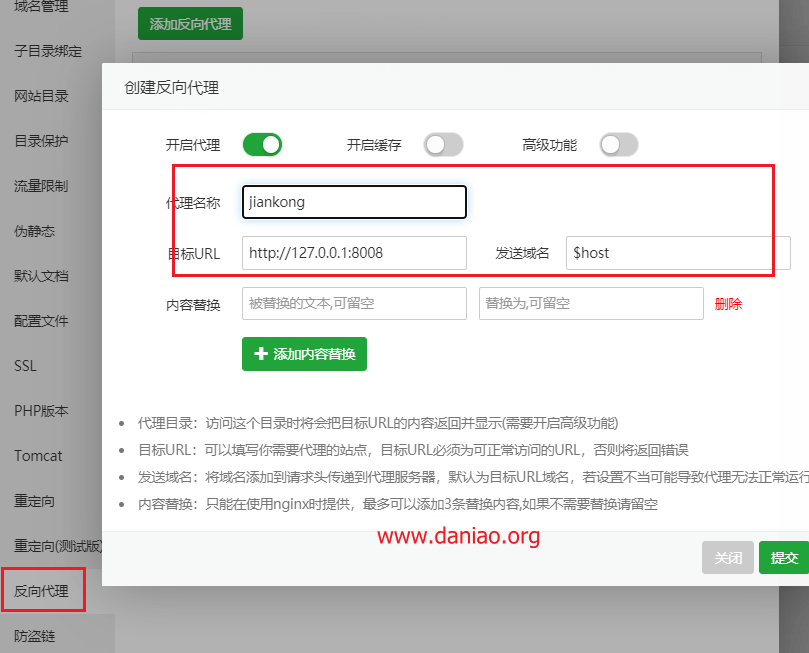 域名管理
添加反向代理
子目录绑定
网站目录
目录保护
流量限制
伪静态
默认文档
配置文件
SSL
PHP版本
Tomcat
重定向
重定向(测试版)
反向代理
防盗链
创建反向代理
开启代理
开启缓存
高级功能
代理名称 jiankong
目标URL http://127.0.0.1:8008 发送域名 $host
内容替换 被替换的文本,可留空 替换为,可留空 删除
添加内容替换
代理目录：访问这个目录时将会把目标URL的内容返回并显示(需要开启高级功能)
目标URL：可以填写你需要代理的站点，目标URL必须为可正常访问的URL，否则将返回错误
发送域名：将域名添加到请求头传递到代理服务器，默认为目标URL域名，若设置不当可能导致代理无法正常运行
内容替换：只能在使用nginx时提供，最多可以添加3条替换内容,如果不需要替换请留空
www.daniao.org
关闭 提交